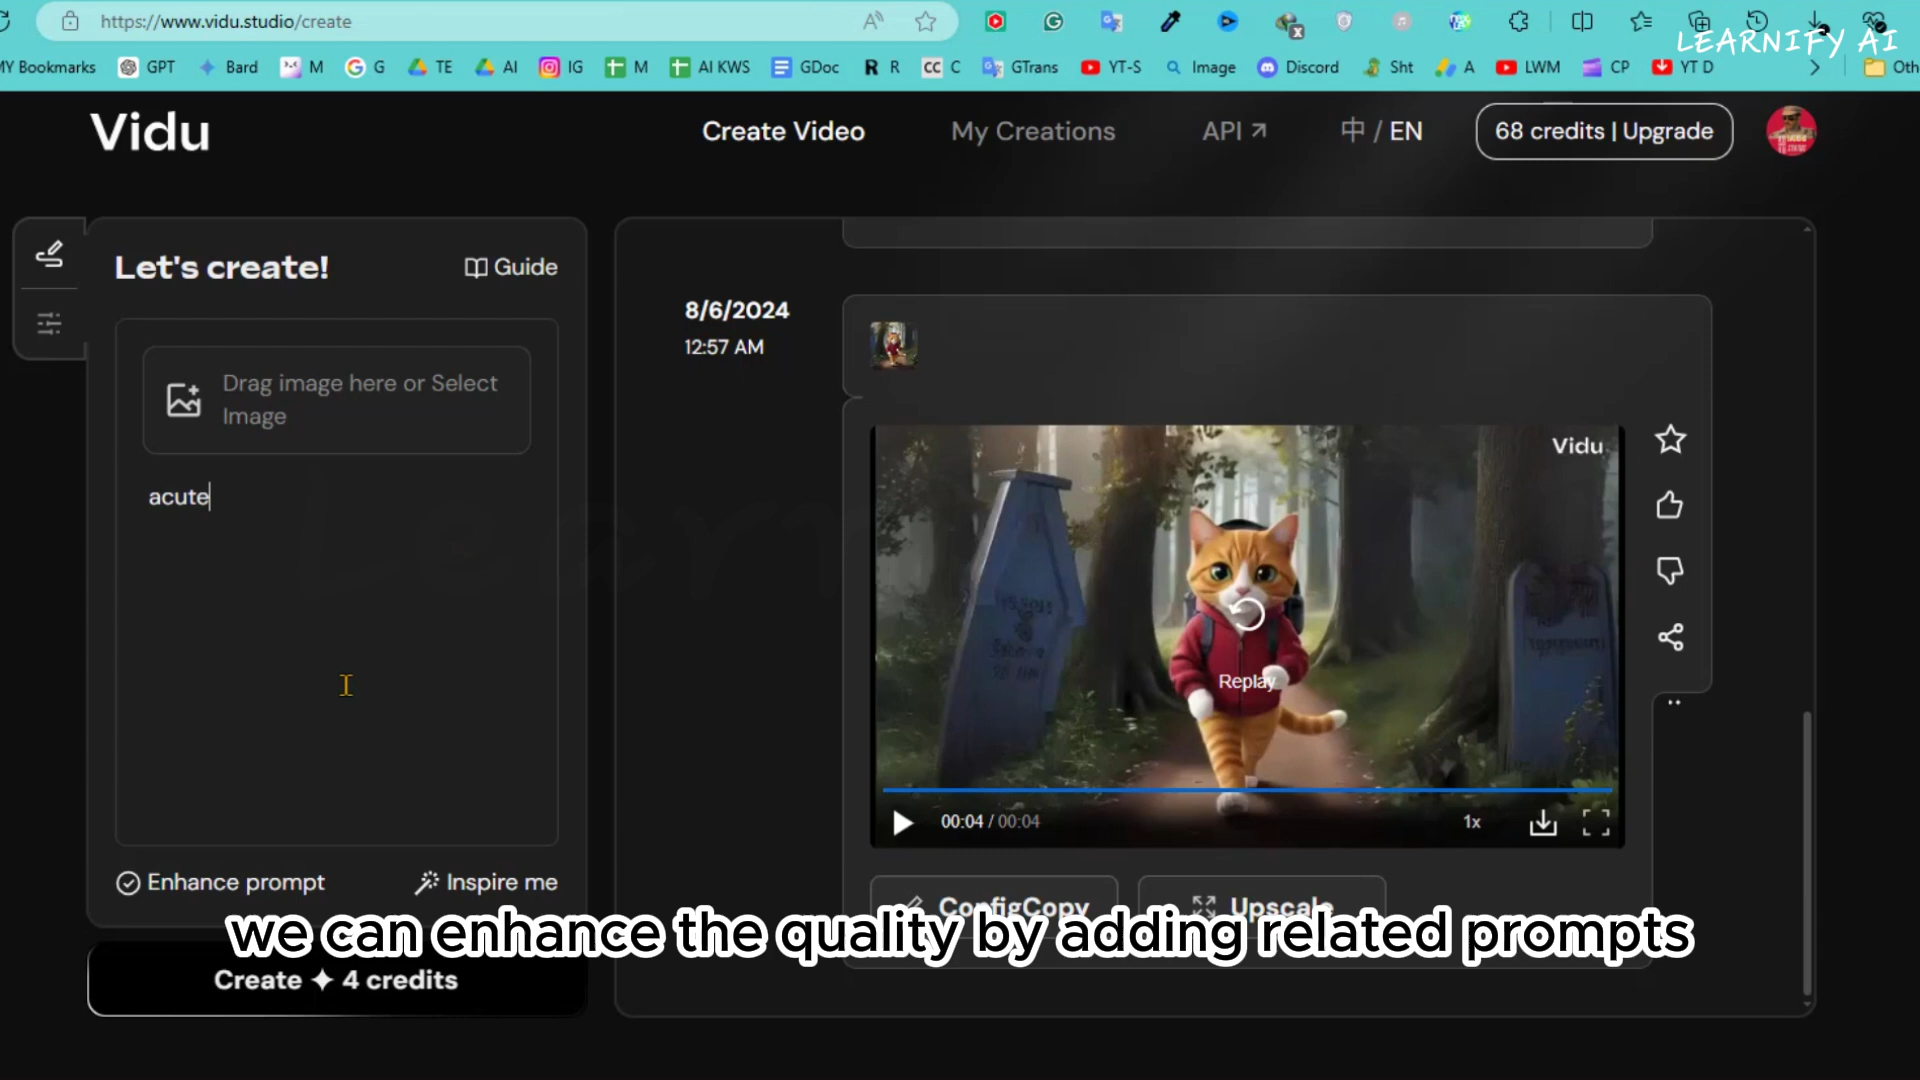 https://www.vidu.studio/create
LEARNIFY AI
MY Bookmarks GPT Bard M G TE AI IG M AI KWS GDoc R R CC C GTrans YT-S Image Discord Sht A LWM CP YT D Oth
Vidu
Create Video My Creations API 中 / EN 68 credits | Upgrade
Let's create! Guide
Drag image here or Select
Image
acute
Enhance prompt Inspire me
Create 4 credits
8/6/2024
12:57 AM
Vidu
Replay
00:04 / 00:04 1x
ConfigCopy Upscale
we can enhance the quality by adding related prompts